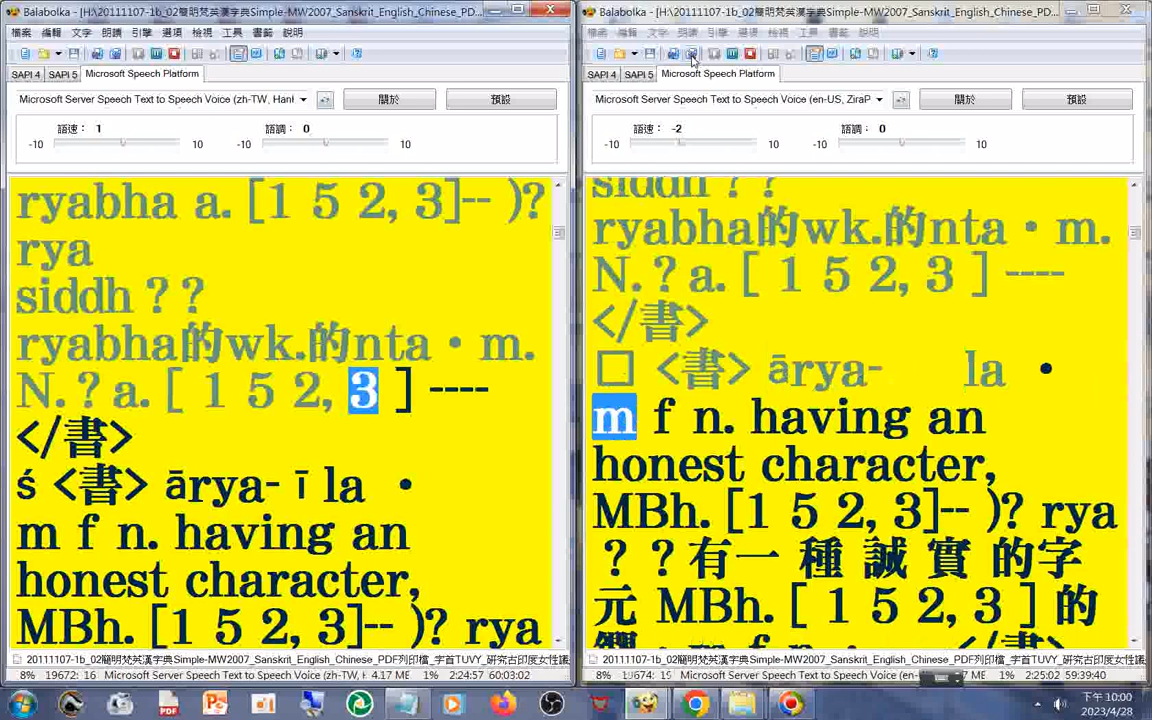 Balabolka - [H:\20111107-1b_02簡明梵英漢字典Simple-MW2007_Sanskrit_English_Chinese_PD...
檔案 編輯 文字 朗讀 引擎 選項 檢視 工具 書籤 說明
SAPI 4 SAPI 5 Microsoft Speech Platform
Microsoft Server Speech Text to Speech Voice (zh-TW, Hanl
關於 預設
語速： 1 語調： 0
-10 10 -10 10
ryabha a. [1 5 2, 3]-- )?
rya
siddh ? ?
ryabha的wk.的nta • m.
N. ? a. [ 1 5 2, 3 ] ----
</書>
ś <書> ārya- ī la •
m f n. having an
honest character,
MBh. [1 5 2, 3]-- )? rya
20111107-1b_02簡明梵英漢字典Simple-MW2007_Sanskrit_English_Chinese_PDF列印檔_字首TUVY_研究古印度女性議
8% 19672: 16 Microsoft Server Speech Text to Speech Voice (zh-TW, H 4.17 ME 1% 2:24:57 60:03:02
Balabolka - [H:\20111107-1b_02簡明梵英漢字典Simple-MW2007_Sanskrit_English_Chinese_PD...
檔案 編輯 文字 朗讀 引擎 選項 檢視 工具 書籤 說明
SAPI 4 SAPI 5 Microsoft Speech Platform
Microsoft Server Speech Text to Speech Voice (en-US, ZiraP
關於 預設
語速： -2 語調： 0
-10 10 -10 10
siddh ? ?
ryabha的wk.的nta • m.
N. ? a. [ 1 5 2, 3 ] ----
</書>
□ <書> ārya- la •
m f n. having an
honest character,
MBh. [1 5 2, 3]-- )? rya
? ?有一 種 誠 實 的字
元 MBh. [ 1 5 2, 3 ] 的
20111107-1b_02簡明梵英漢字典Simple-MW2007_Sanskrit_English_Chinese_PDF列印檔_字首TUVY_研究古印度女性議
8% 19674: 15 Microsoft Server Speech Text to Speech Voice (en-U 4.17 ME 1% 2:25:02 59:39:40
下午 10:00
2023/4/28